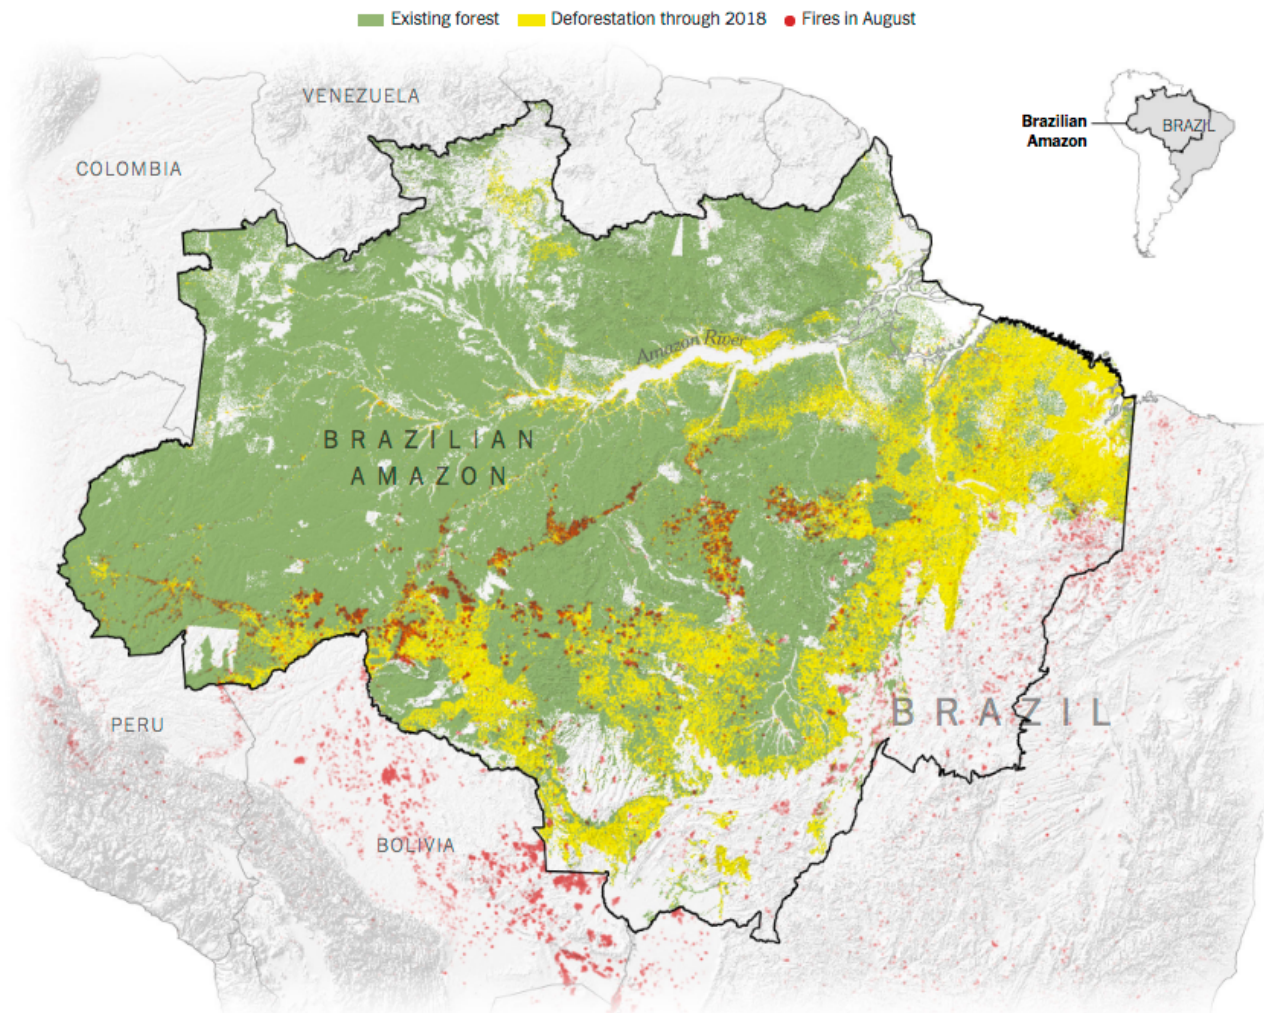 Existing forest
Deforestation through 2018
Fires in August
VENEZUELA
COLOMBIA
Brazilian
Amazon
BRAZIL
Amazon River
BRAZILIAN
AMAZON
BRAZIL
PERU
BOLIVIA